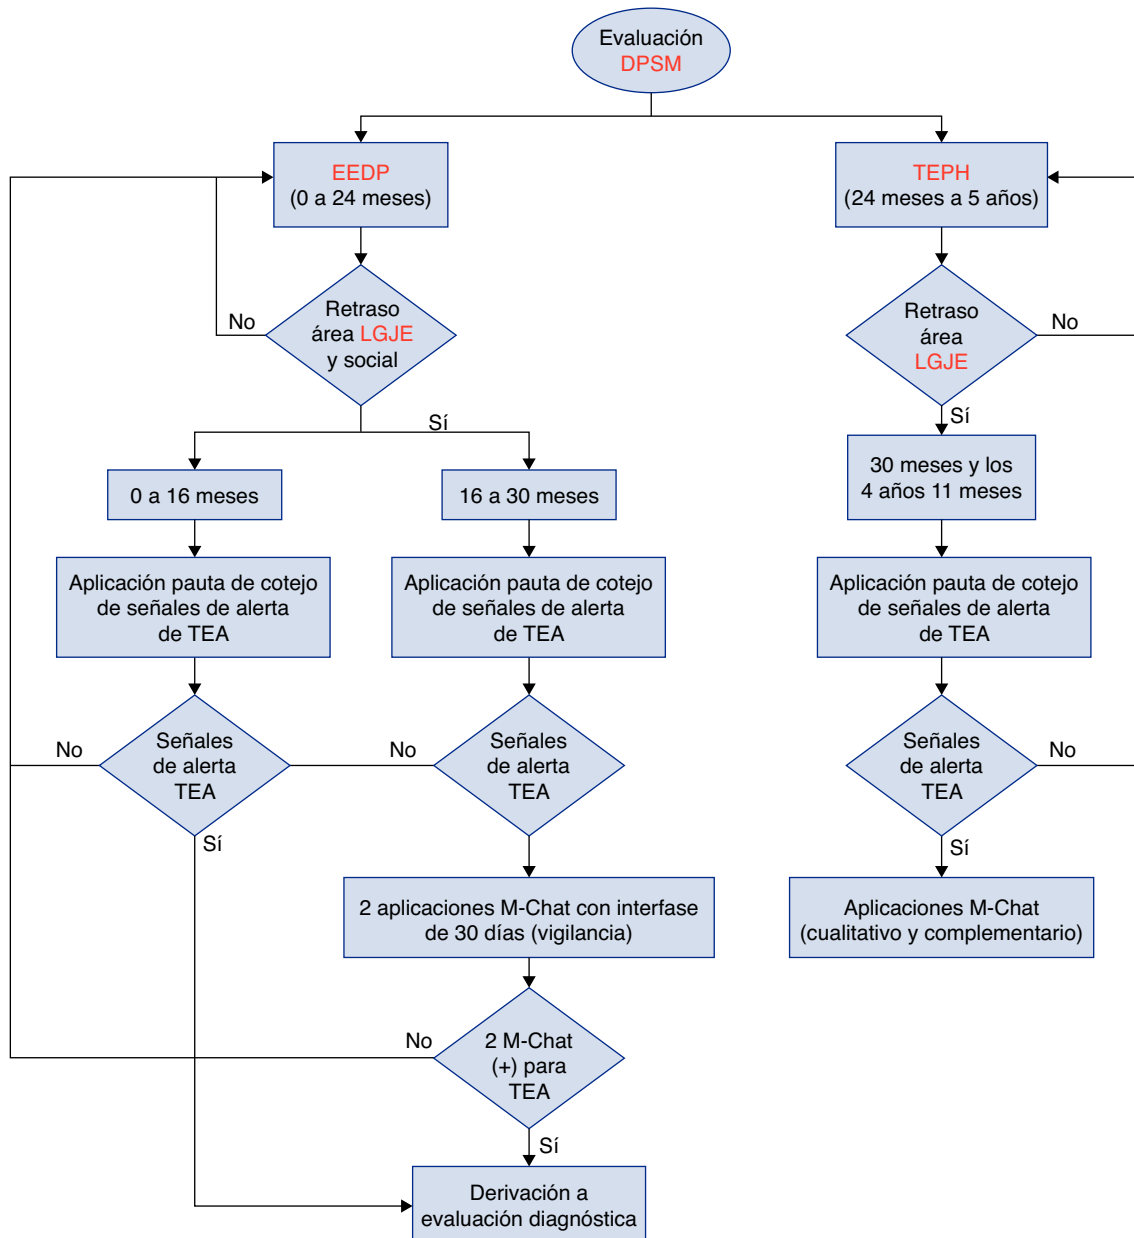 Evaluación
DPSM
EEDP
(0 a 24 meses)
TEPH
(24 meses a 5 años)
Retraso
área LGJE
y social
No
Sí
Retraso
área
LGJE
No
Sí
0 a 16 meses
16 a 30 meses
30 meses y los
4 años 11 meses
Aplicación pauta de cotejo
de señales de alerta
de TEA
Aplicación pauta de cotejo
de señales de alerta
de TEA
Aplicación pauta de cotejo
de señales de alerta
de TEA
No
Señales
de alerta
TEA
Sí
No
Señales
de alerta
TEA
Señales
de alerta
TEA
No
Sí
2 aplicaciones M-Chat con interfase
de 30 días (vigilancia)
Aplicaciones M-Chat
(cualitativo y complementario)
No
2 M-Chat
(+) para
TEA
Sí
Derivación a
evaluación diagnóstica